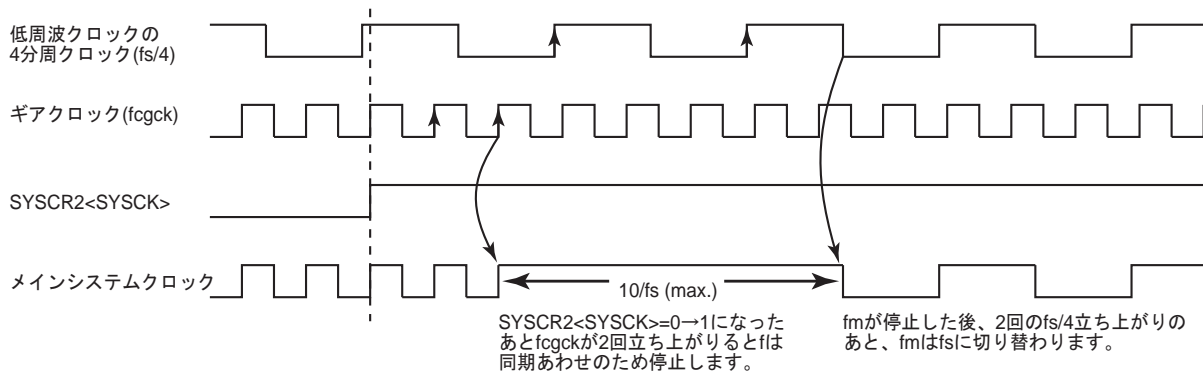 低周波クロックの
4分周クロック(fs/4)
ギアクロック(fcgck)
SYSCR2<SYSCK>
メインシステムクロック
10/fs (max.)
SYSCR2<SYSCK>=0→1になった
あとfcgckが2回立ち上がりるとfは
同期あわせのため停止します。
fmが停止した後、2回のfs/4立ち上がりの
あと、fmはfsに切り替わります。